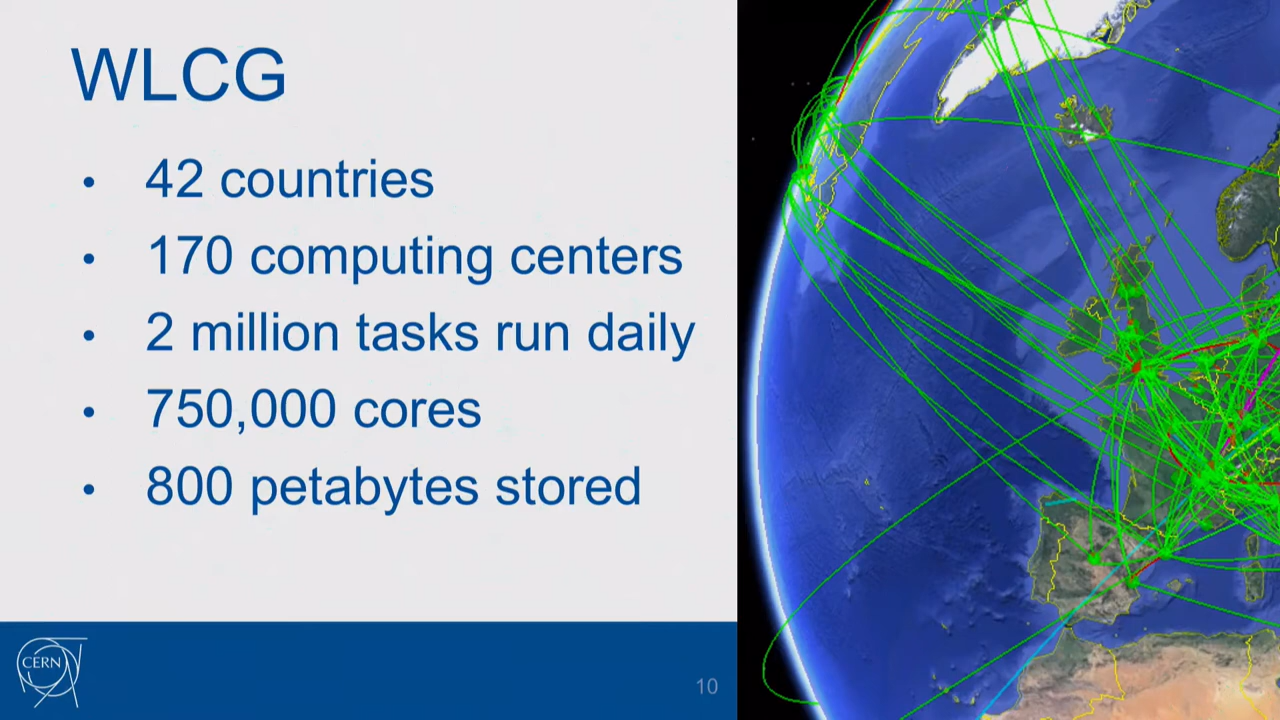 WLCG
• 42 countries
• 170 computing centers
• 2 million tasks run daily
• 750,000 cores
• 800 petabytes stored
CERN
10